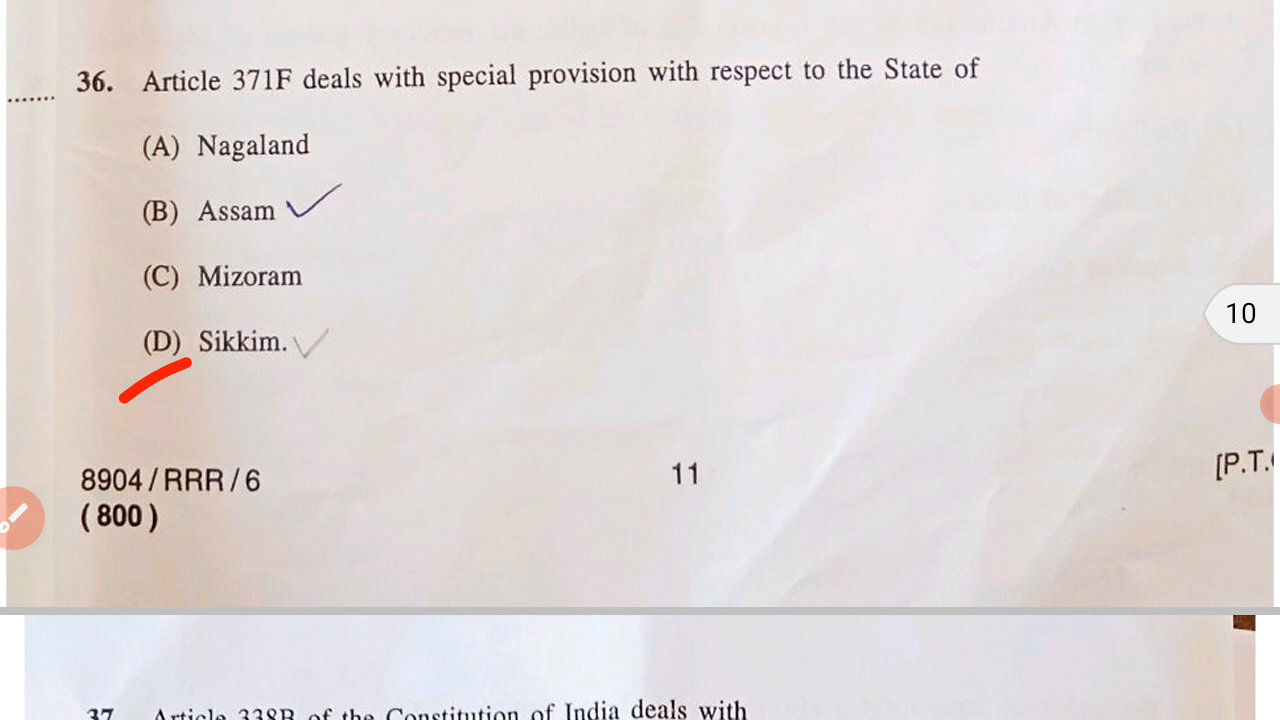 36. Article 371F deals with special provision with respect to the State of
(A) Nagaland
(B) Assam
(C) Mizoram
(D) Sikkim.
10
8904/RRR/6
11
[P.T.
(800)
37 Article 338B of the Constitution of India deals with